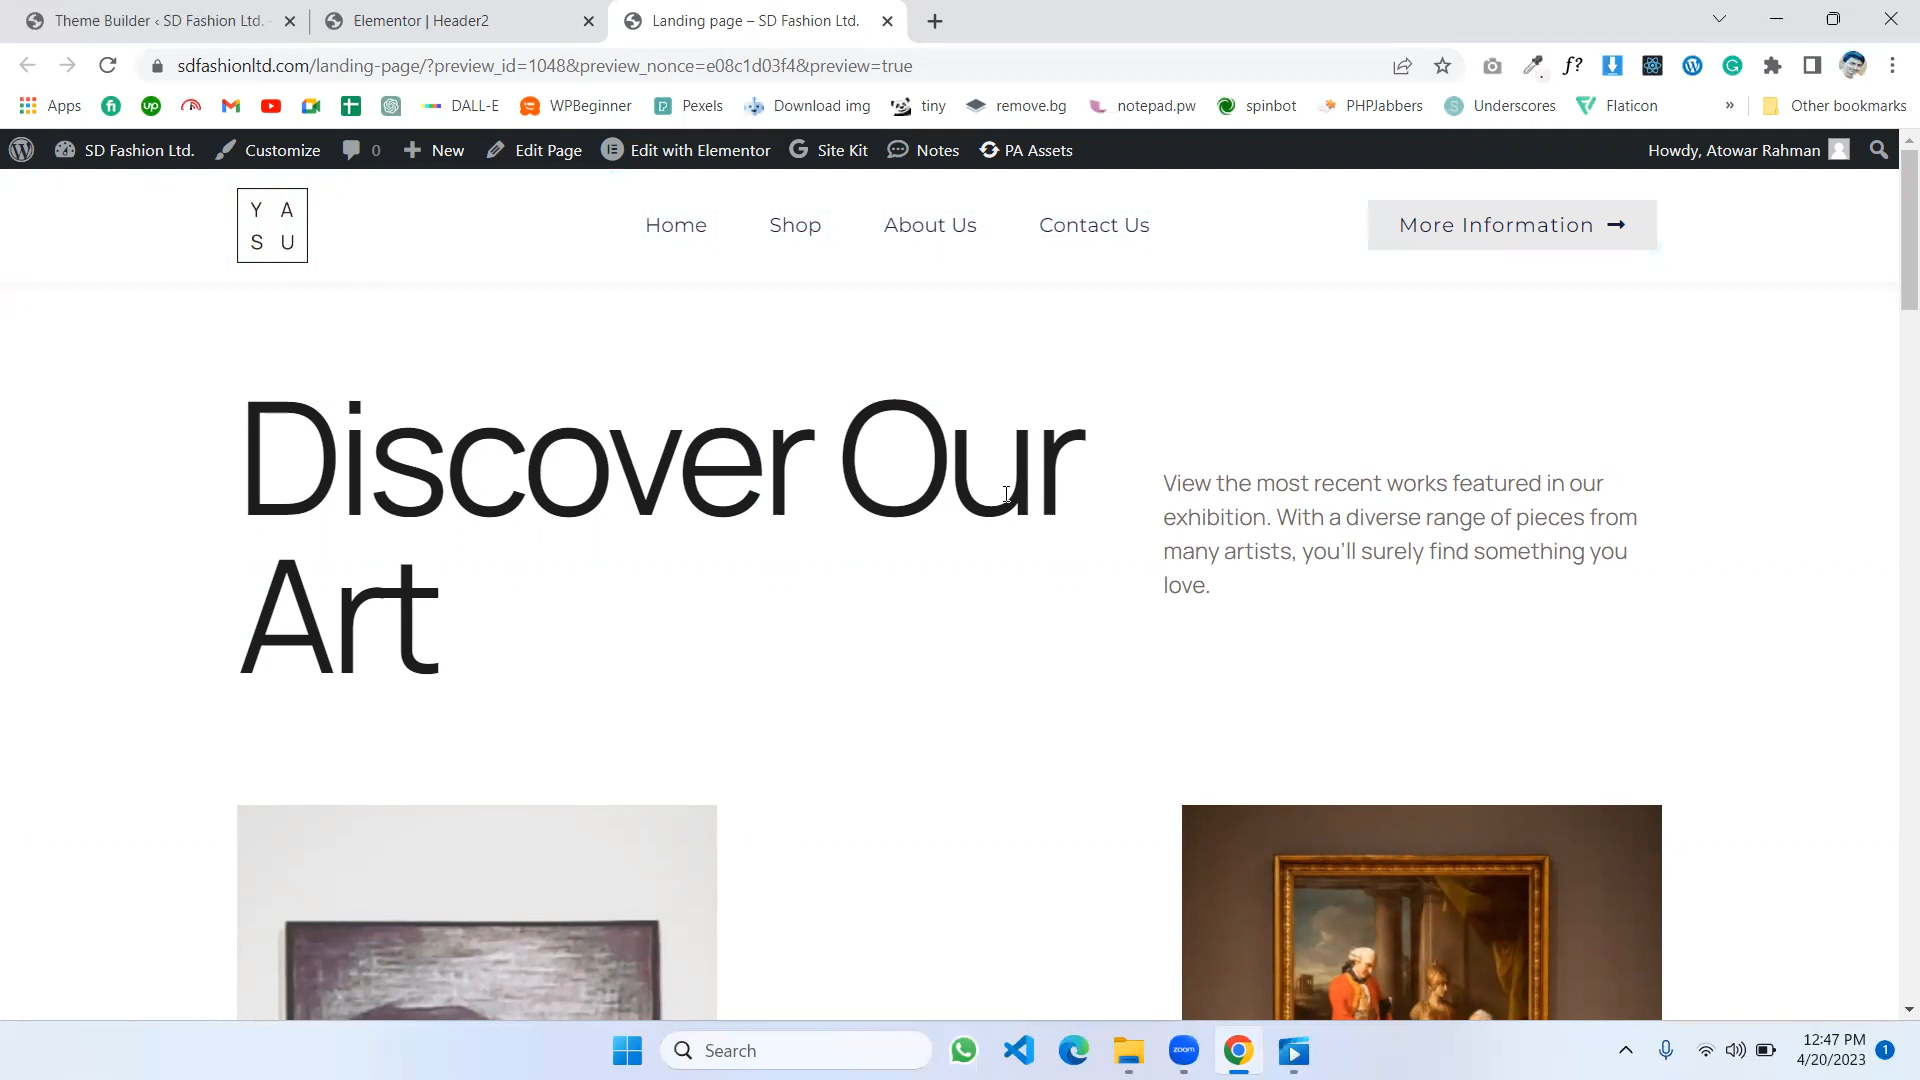 Theme Builder ‹ SD Fashion Ltd. -
Elementor | Header2
Landing page – SD Fashion Ltd.
sdfashionltd.com/landing-page/?preview_id=1048&preview_nonce=e08c1d03f4&preview=true
f?
Apps
fi
up
DALL-E
WPBeginner
Pexels
Download img
tiny
remove.bg
notepad.pw
spinbot
PHPJabbers
Underscores
Flaticon
»
Other bookmarks
SD Fashion Ltd.
Customize
0
New
Edit Page
Edit with Elementor
Site Kit
Notes
PA Assets
Howdy, Atowar Rahman
Y A
S U
Home
Shop
About Us
Contact Us
More Information
Discover Our
Art
View the most recent works featured in our
exhibition. With a diverse range of pieces from
many artists, you’ll surely find something you
love.
Search
zoom
12:47 PM
4/20/2023
1